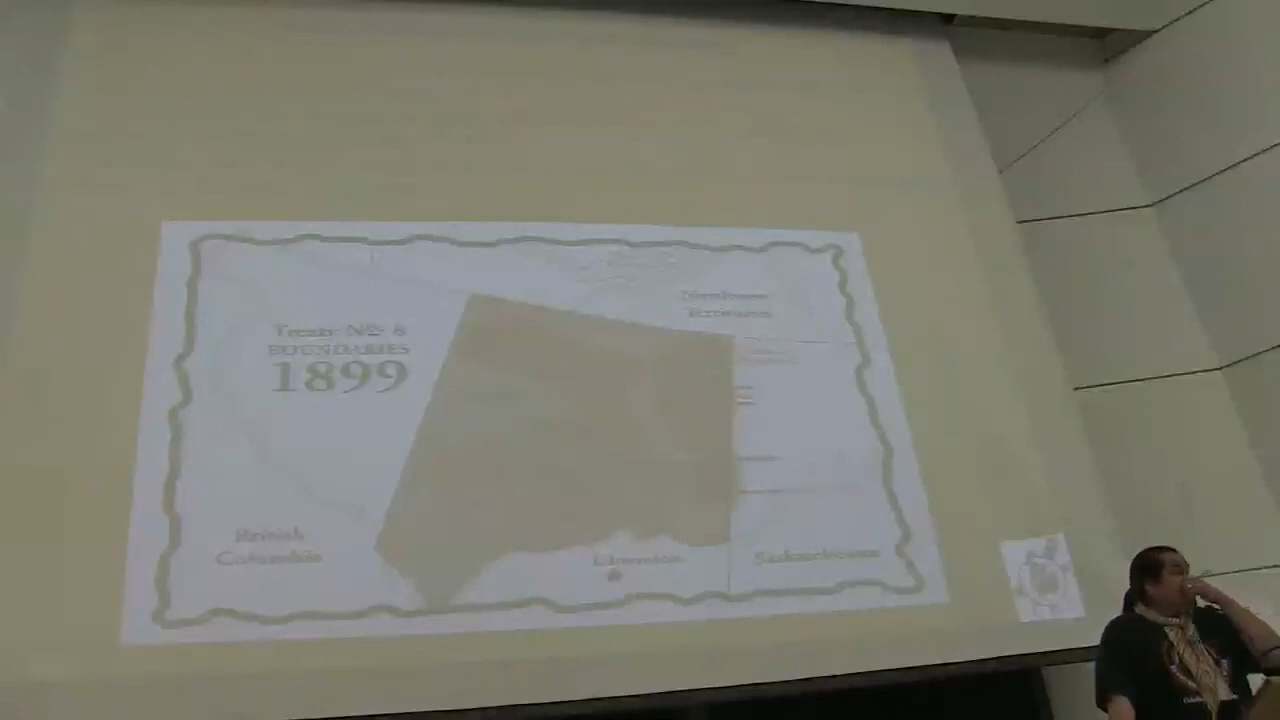 Treaty No. 8
BOUNDARIES
1899
Northwest
Territories
British
Columbia
Edmonton
Saskatchewan